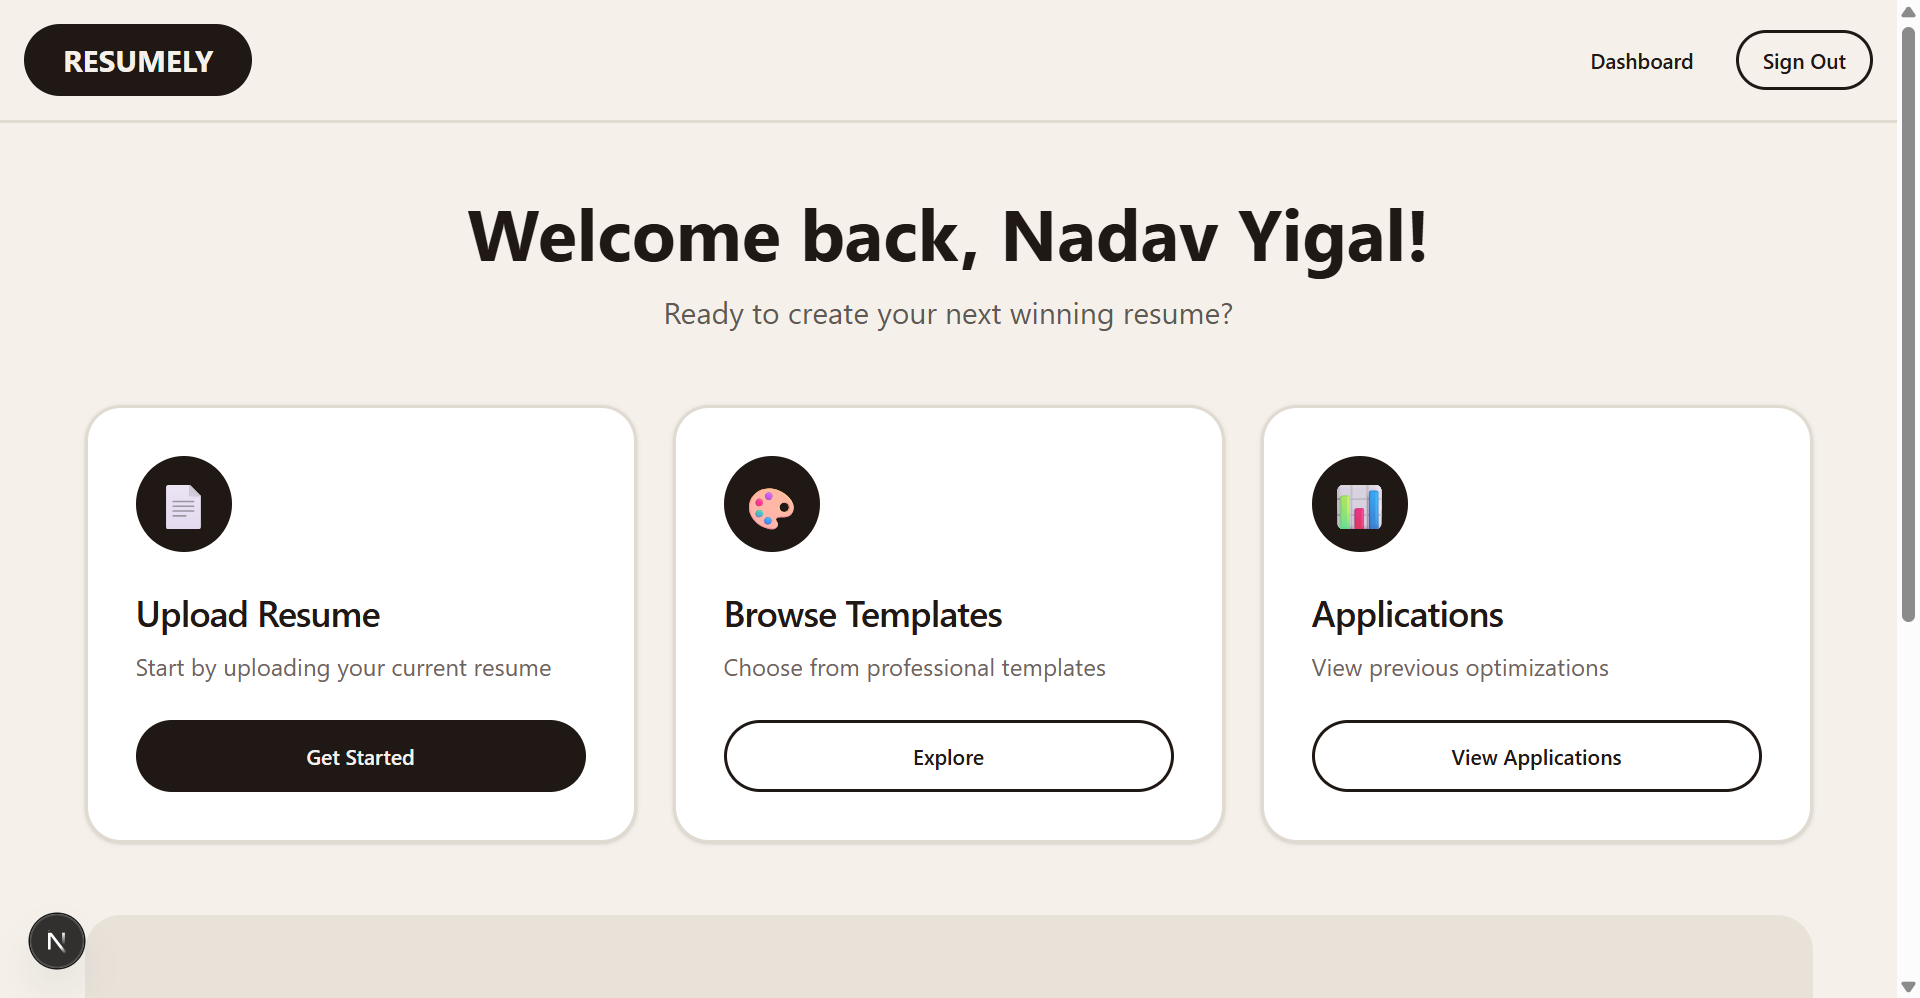 RESUMELY
Dashboard
Sign Out
Welcome back, Nadav Yigal!
Ready to create your next winning resume?
Upload Resume
Start by uploading your current resume
Get Started
Browse Templates
Choose from professional templates
Explore
Applications
View previous optimizations
View Applications
N